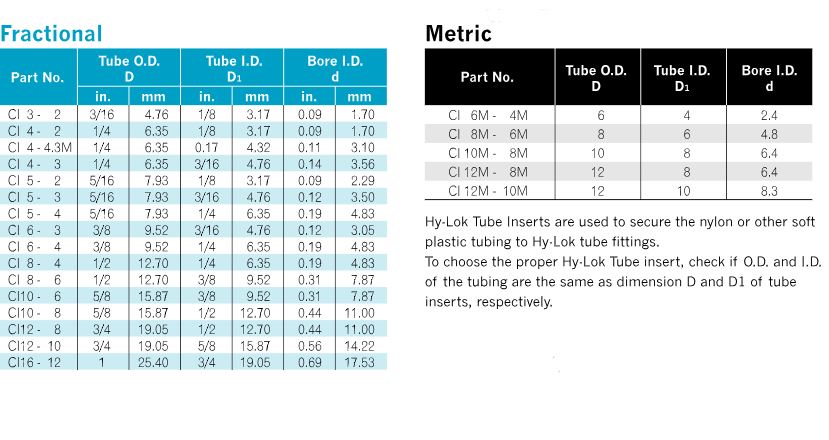 Fractional
Part No. Tube O.D. D Tube I.D. D1 Bore I.D. d
in. mm in. mm in. mm
CI 3 - 2 3/16 4.76 1/8 3.17 0.09 1.70
CI 4 - 2 1/4 6.35 1/8 3.17 0.09 1.70
CI 4 - 4.3M 1/4 6.35 0.17 4.32 0.11 3.10
CI 4 - 3 1/4 6.35 3/16 4.76 0.14 3.56
CI 5 - 2 5/16 7.93 1/8 3.17 0.09 2.29
CI 5 - 3 5/16 7.93 3/16 4.76 0.12 3.50
CI 5 - 4 5/16 7.93 1/4 6.35 0.19 4.83
CI 6 - 3 3/8 9.52 3/16 4.76 0.12 3.05
CI 6 - 4 3/8 9.52 1/4 6.35 0.19 4.83
CI 8 - 4 1/2 12.70 1/4 6.35 0.19 4.83
CI 8 - 6 1/2 12.70 3/8 9.52 0.31 7.87
CI10 - 6 5/8 15.87 3/8 9.52 0.31 7.87
CI10 - 8 5/8 15.87 1/2 12.70 0.44 11.00
CI12 - 8 3/4 19.05 1/2 12.70 0.44 11.00
CI12 - 10 3/4 19.05 5/8 15.87 0.56 14.22
CI16 - 12 1 25.40 3/4 19.05 0.69 17.53
Metric
Part No. Tube O.D. D Tube I.D. D1 Bore I.D. d
CI 6M - 4M 6 4 2.4
CI 8M - 6M 8 6 4.8
CI 10M - 8M 10 8 6.4
CI 12M - 8M 12 8 6.4
CI 12M - 10M 12 10 8.3
Hy-Lok Tube Inserts are used to secure the nylon or other soft
plastic tubing to Hy-Lok tube fittings.
To choose the proper Hy-Lok Tube insert, check if O.D. and I.D.
of the tubing are the same as dimension D and D1 of tube
inserts, respectively.